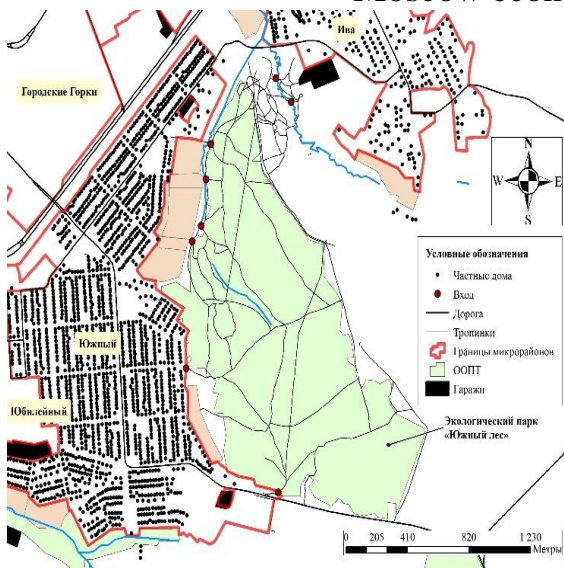 Ива
Городские Горки
N
W E
S
Условные обозначения
Частные дома
Вход
Дорога
Тропинки
Границы микрорайонов
ООПТ
Гаражи
Южный
Юбилейный
Экологический парк
«Южный лес»
0 205 410 820 1 230
Метры